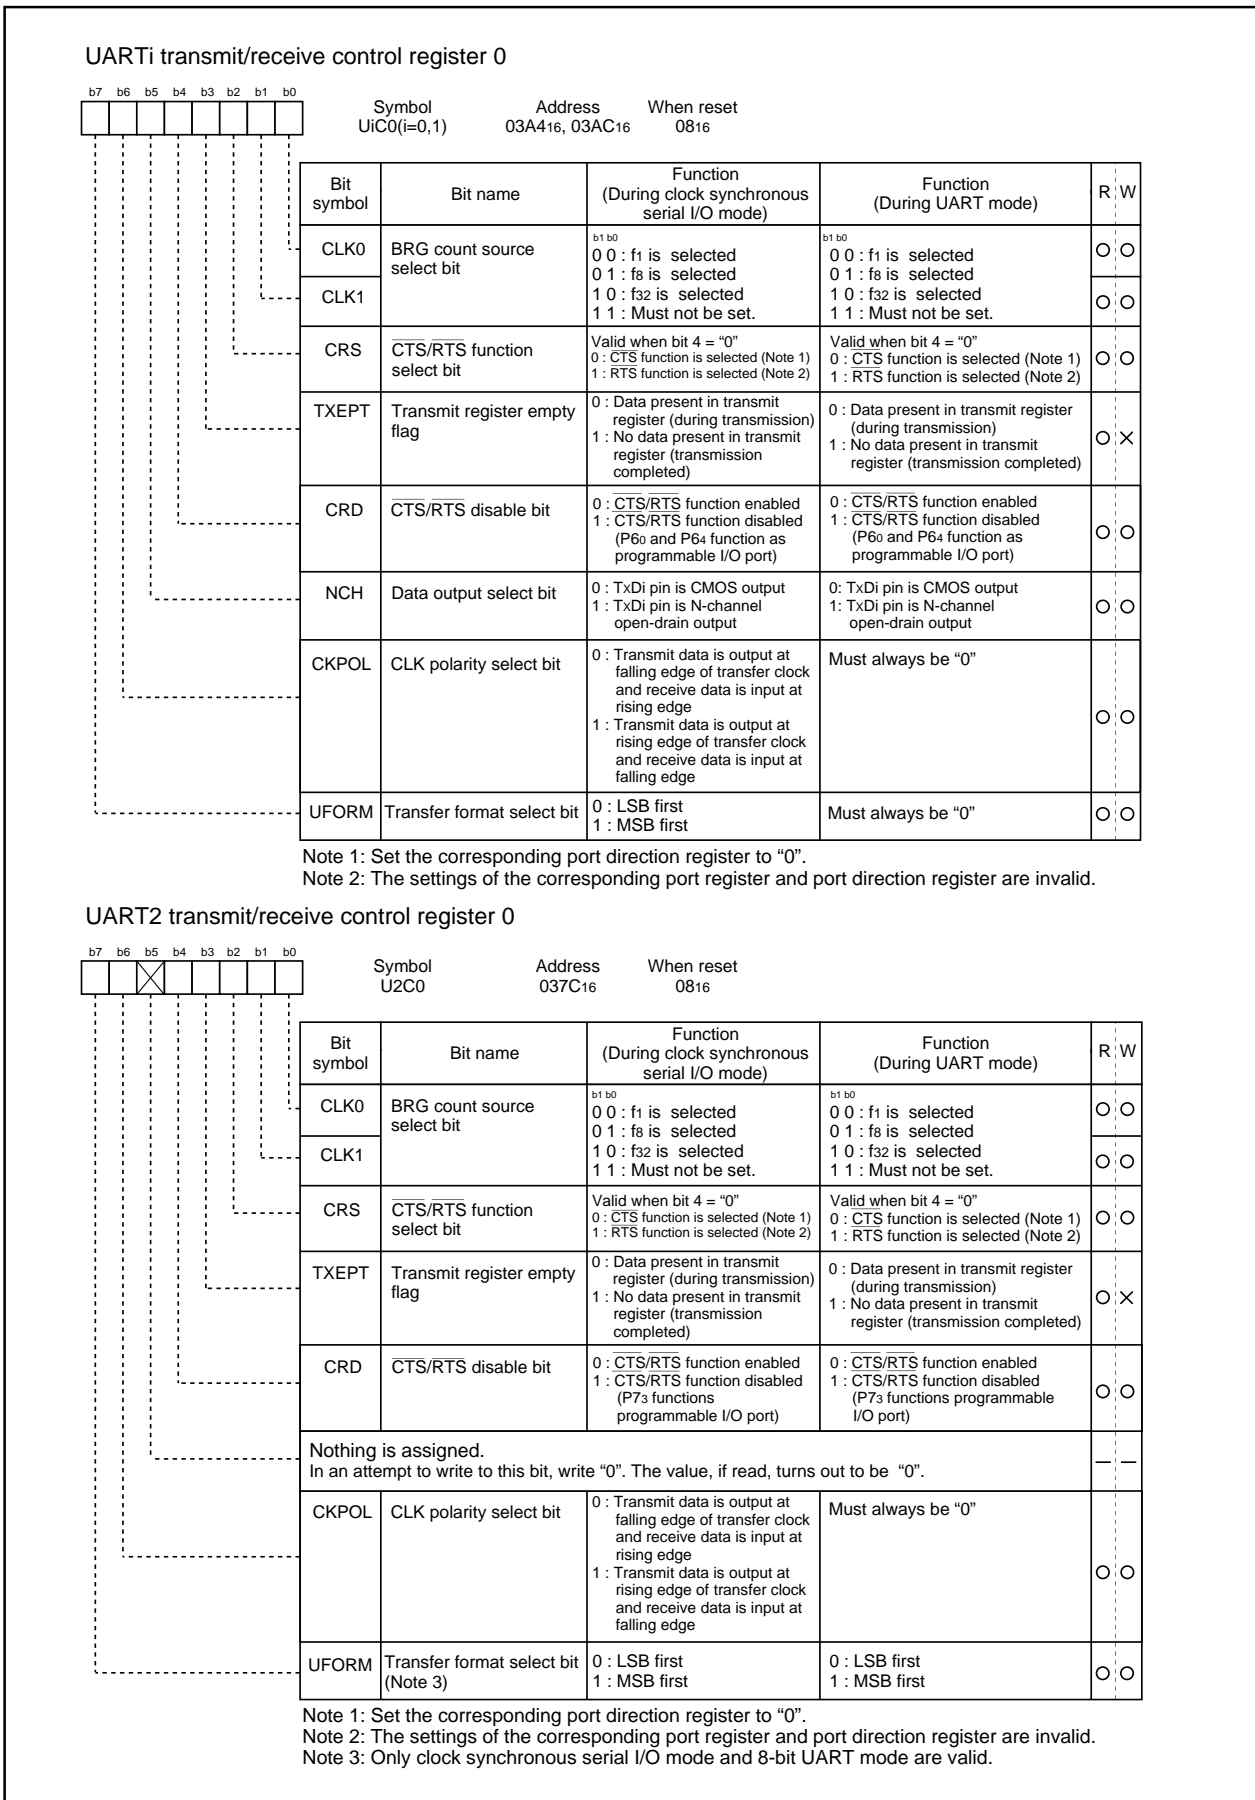 UARTi transmit/receive control register 0
b7 b6 b5 b4 b3 b2 b1 b0
Symbol Address When reset
UiC0(i=0,1) 03A416, 03AC16 0816
Bit symbol
Bit name
Function
(During clock synchronous
serial I/O mode)
Function
(During UART mode)
R W
CLK0
BRG count source
select bit
b1 b0
0 0 : f1 is selected
0 1 : f8 is selected
1 0 : f32 is selected
1 1 : Must not be set.
b1 b0
0 0 : f1 is selected
0 1 : f8 is selected
1 0 : f32 is selected
1 1 : Must not be set.
CLK1
CRS
CTS/RTS function
select bit
Valid when bit 4 = “0”
0 : CTS function is selected (Note 1)
1 : RTS function is selected (Note 2)
Valid when bit 4 = “0”
0 : CTS function is selected (Note 1)
1 : RTS function is selected (Note 2)
TXEPT
Transmit register empty
flag
0 : Data present in transmit
register (during transmission)
1 : No data present in transmit
register (transmission
completed)
0 : Data present in transmit register
(during transmission)
1 : No data present in transmit
register (transmission completed)
CRD
CTS/RTS disable bit
0 : CTS/RTS function enabled
1 : CTS/RTS function disabled
(P60 and P64 function as
programmable I/O port)
0 : CTS/RTS function enabled
1 : CTS/RTS function disabled
(P60 and P64 function as
programmable I/O port)
NCH
Data output select bit
0 : TxDi pin is CMOS output
1 : TxDi pin is N-channel
open-drain output
0: TxDi pin is CMOS output
1: TxDi pin is N-channel
open-drain output
CKPOL
CLK polarity select bit
0 : Transmit data is output at
falling edge of transfer clock
and receive data is input at
rising edge
1 : Transmit data is output at
rising edge of transfer clock
and receive data is input at
falling edge
Must always be “0”
UFORM
Transfer format select bit
0 : LSB first
1 : MSB first
Must always be “0”
Note 1: Set the corresponding port direction register to “0”.
Note 2: The settings of the corresponding port register and port direction register are invalid.
UART2 transmit/receive control register 0
b7 b6 b5 b4 b3 b2 b1 b0
Symbol Address When reset
U2C0 037C16 0816
Bit symbol
Bit name
Function
(During clock synchronous
serial I/O mode)
Function
(During UART mode)
R W
CLK0
BRG count source
select bit
b1 b0
0 0 : f1 is selected
0 1 : f8 is selected
1 0 : f32 is selected
1 1 : Must not be set.
b1 b0
0 0 : f1 is selected
0 1 : f8 is selected
1 0 : f32 is selected
1 1 : Must not be set.
CLK1
CRS
CTS/RTS function
select bit
Valid when bit 4 = “0”
0 : CTS function is selected (Note 1)
1 : RTS function is selected (Note 2)
Valid when bit 4 = “0”
0 : CTS function is selected (Note 1)
1 : RTS function is selected (Note 2)
TXEPT
Transmit register empty
flag
0 : Data present in transmit
register (during transmission)
1 : No data present in transmit
register (transmission
completed)
0 : Data present in transmit register
(during transmission)
1 : No data present in transmit
register (transmission completed)
CRD
CTS/RTS disable bit
0 : CTS/RTS function enabled
1 : CTS/RTS function disabled
(P73 functions
programmable I/O port)
0 : CTS/RTS function enabled
1 : CTS/RTS function disabled
(P73 functions programmable
I/O port)
Nothing is assigned.
In an attempt to write to this bit, write “0”. The value, if read, turns out to be “0”.
CKPOL
CLK polarity select bit
0 : Transmit data is output at
falling edge of transfer clock
and receive data is input at
rising edge
1 : Transmit data is output at
rising edge of transfer clock
and receive data is input at
falling edge
Must always be “0”
UFORM
Transfer format select bit
(Note 3)
0 : LSB first
1 : MSB first
0 : LSB first
1 : MSB first
Note 1: Set the corresponding port direction register to “0”.
Note 2: The settings of the corresponding port register and port direction register are invalid.
Note 3: Only clock synchronous serial I/O mode and 8-bit UART mode are valid.